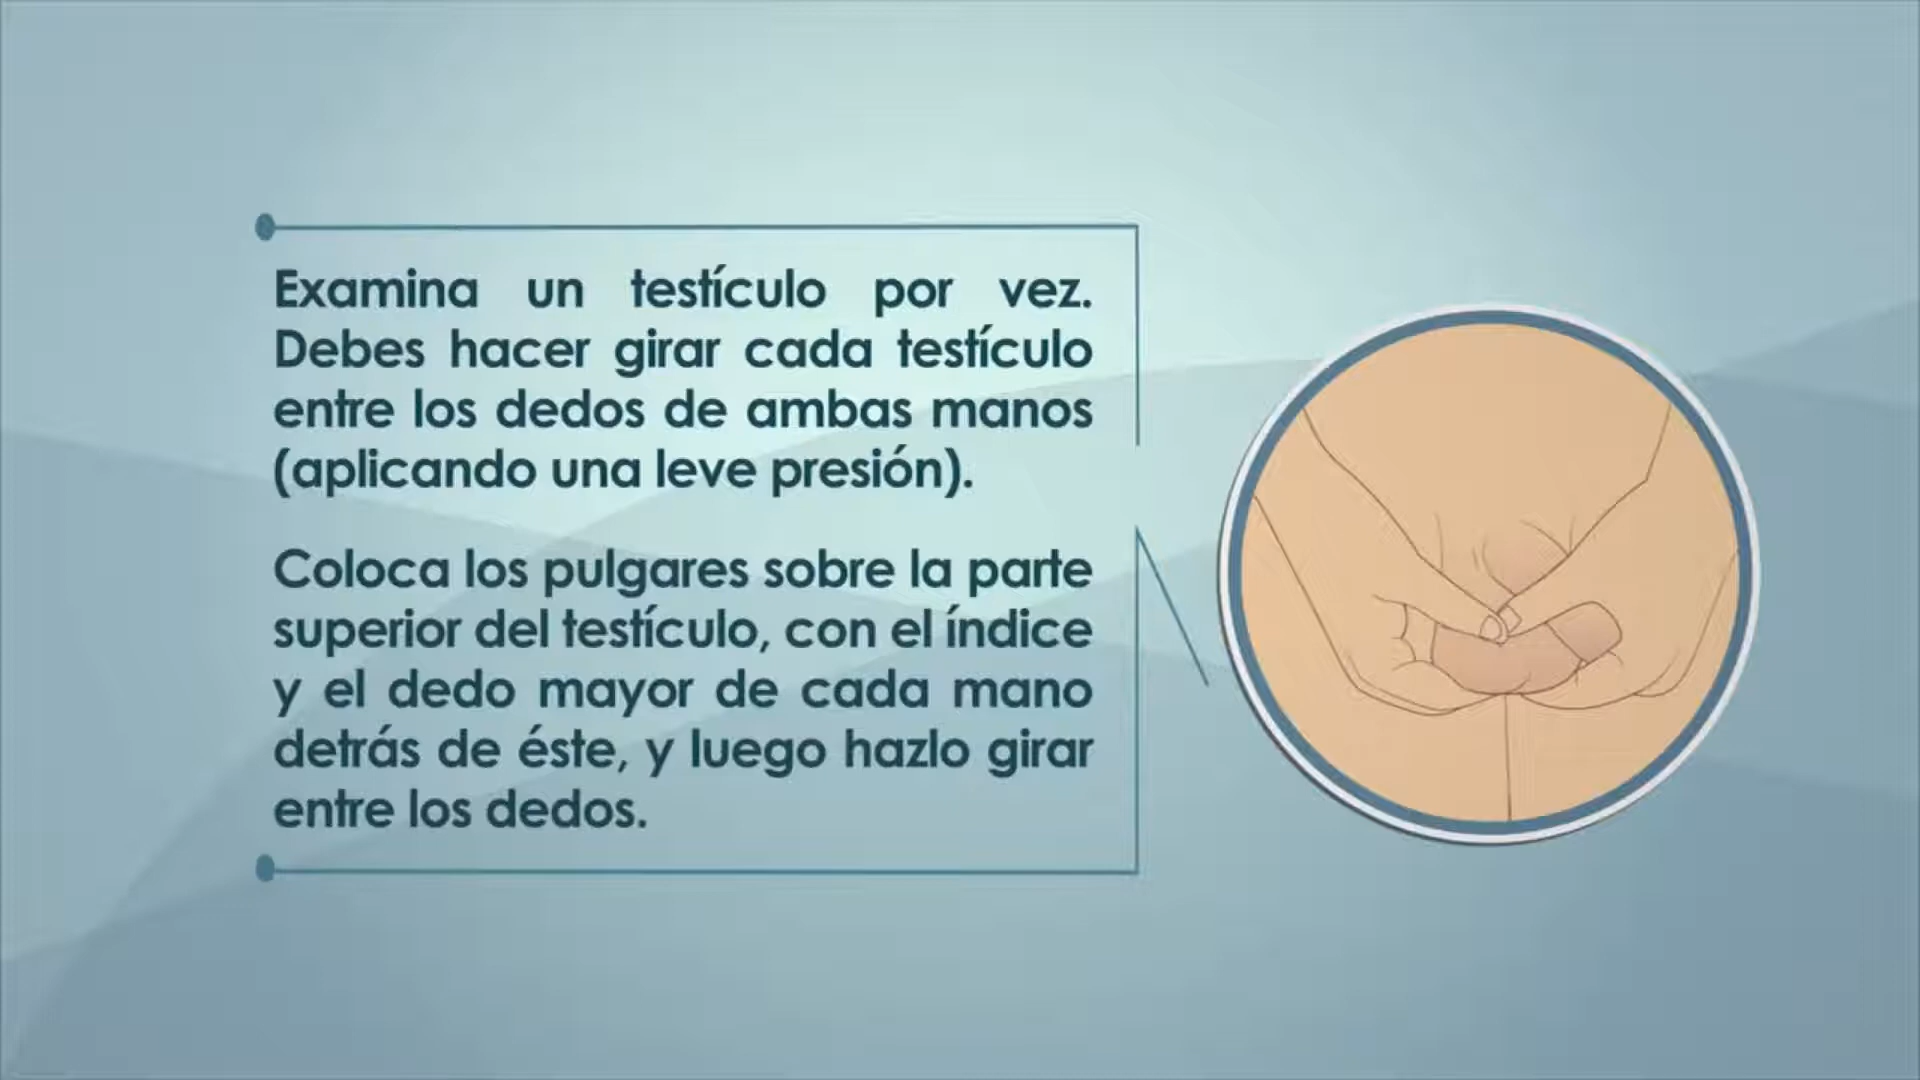 Examina un testículo por vez.
Debes hacer girar cada testículo
entre los dedos de ambas manos
(aplicando una leve presión).
Coloca los pulgares sobre la parte
superior del testículo, con el índice
y el dedo mayor de cada mano
detrás de éste, y luego hazlo girar
entre los dedos.